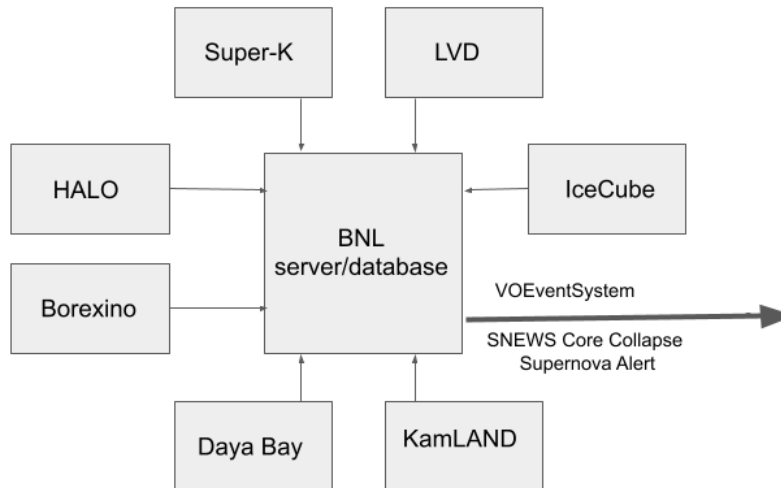 Super-K
LVD
HALO
IceCube
BNL
server/database
Borexino
VOEventSystem
SNEWS Core Collapse
Supernova Alert
Daya Bay
KamLAND